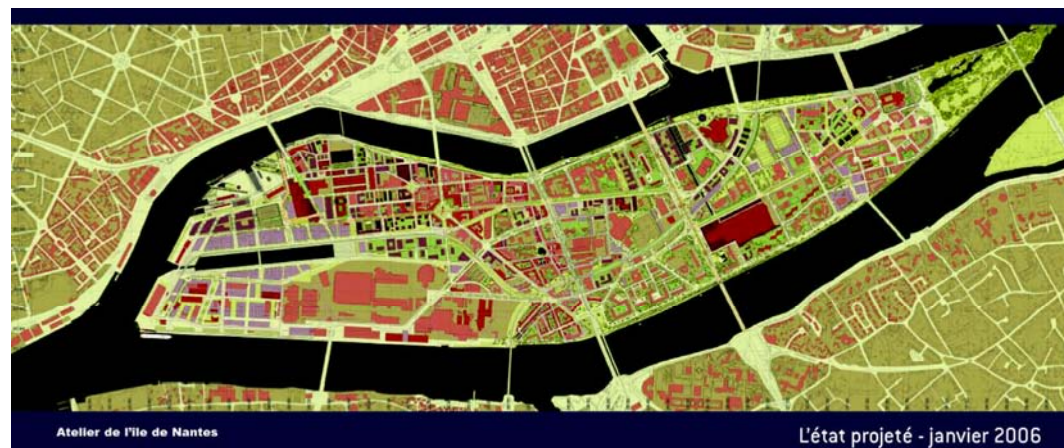 Atelier de l'île de Nantes
L'état projeté - janvier 2006